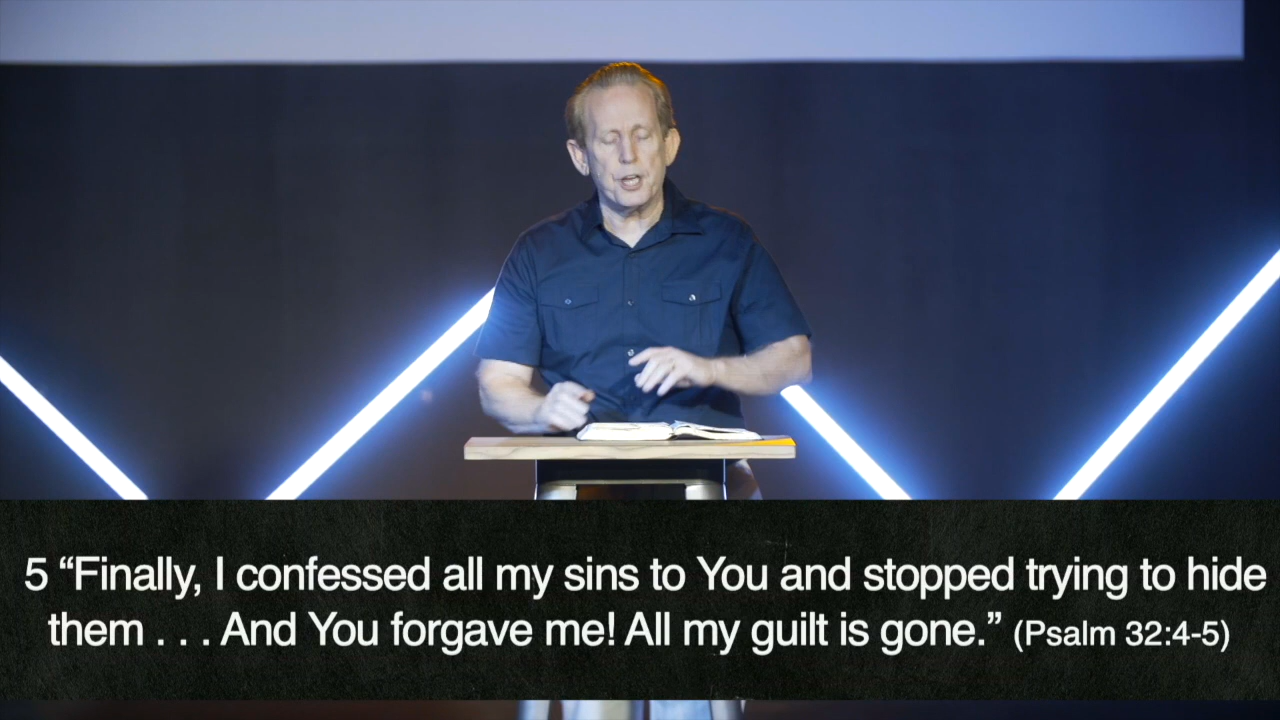 5 “Finally, I confessed all my sins to You and stopped trying to hide
them . . . And You forgave me! All my guilt is gone.” (Psalm 32:4-5)